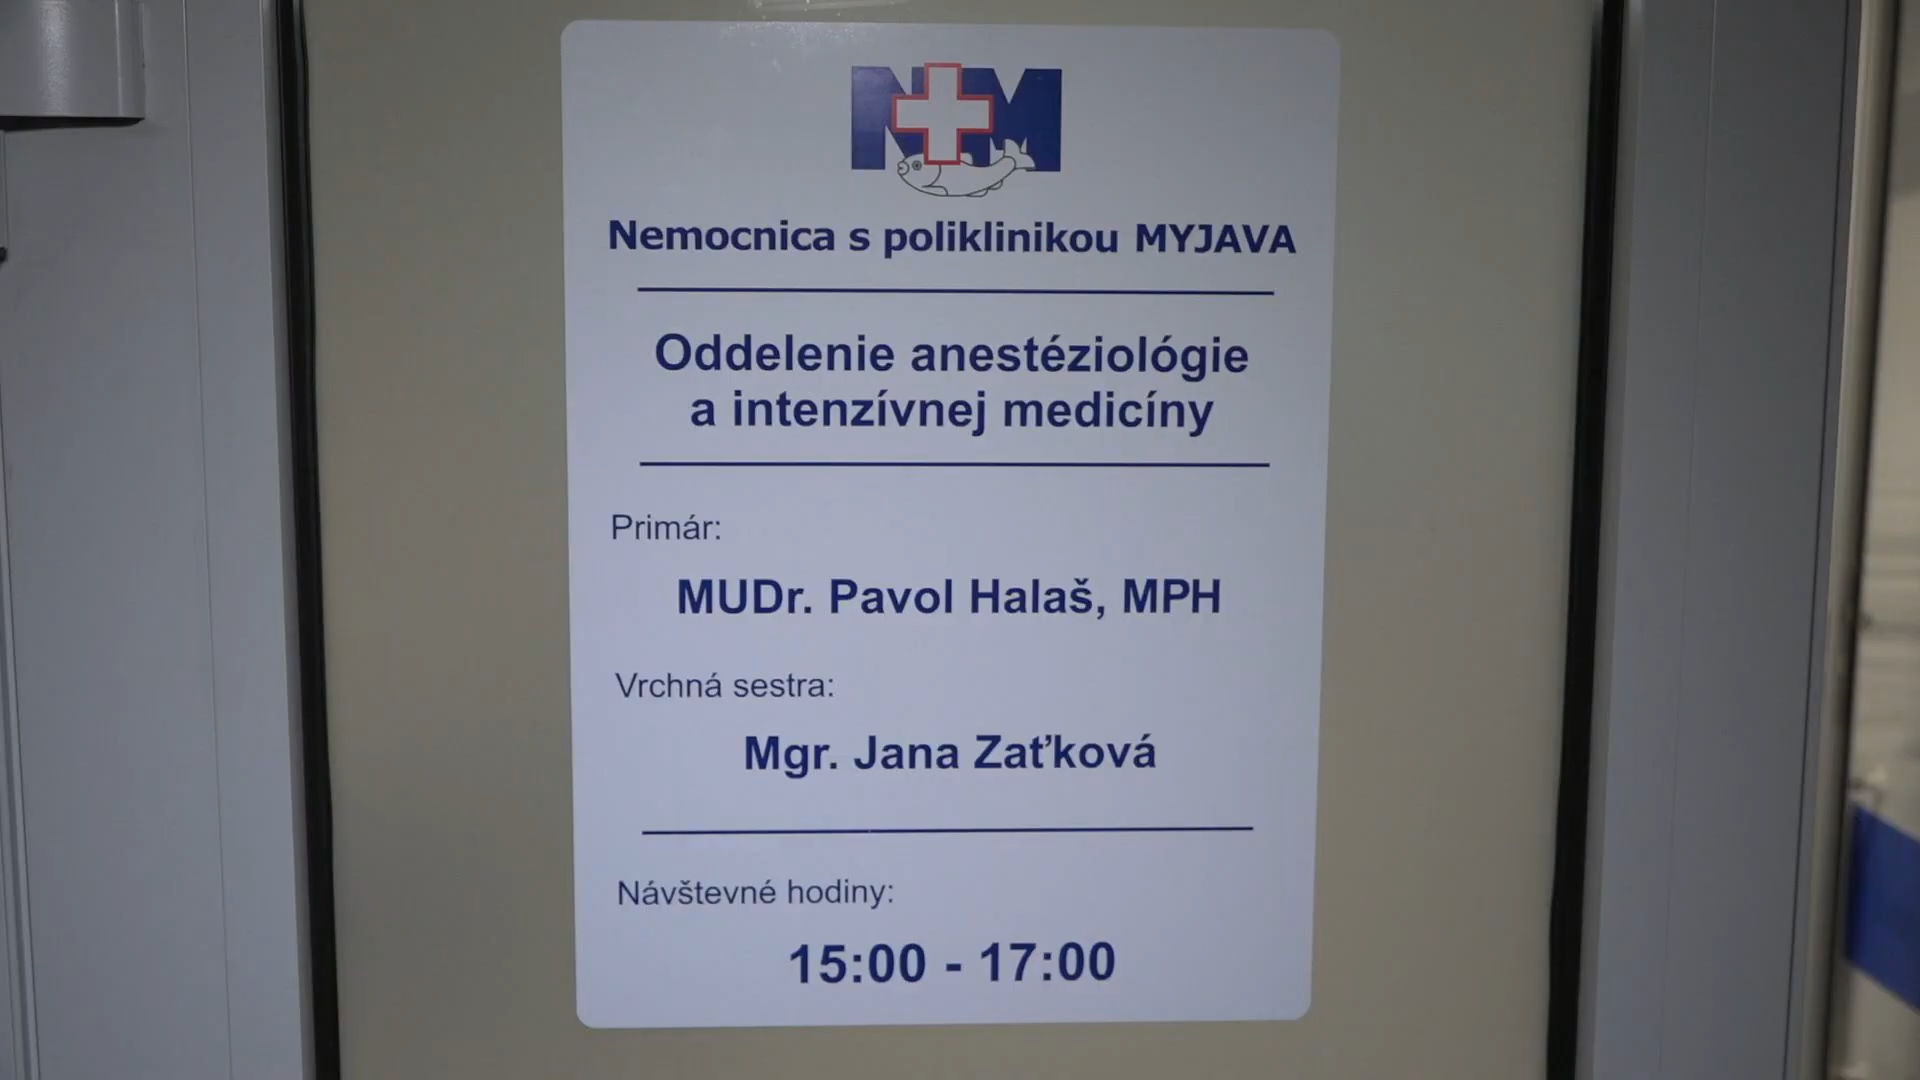 NM
Nemocnica s poliklinikou MYJAVA
Oddelenie anestéziológie
a intenzívnej medicíny
Primár:
MUDr. Pavol Halaš, MPH
Vrchná sestra:
Mgr. Jana Zaťková
Návštevné hodiny:
15:00 - 17:00